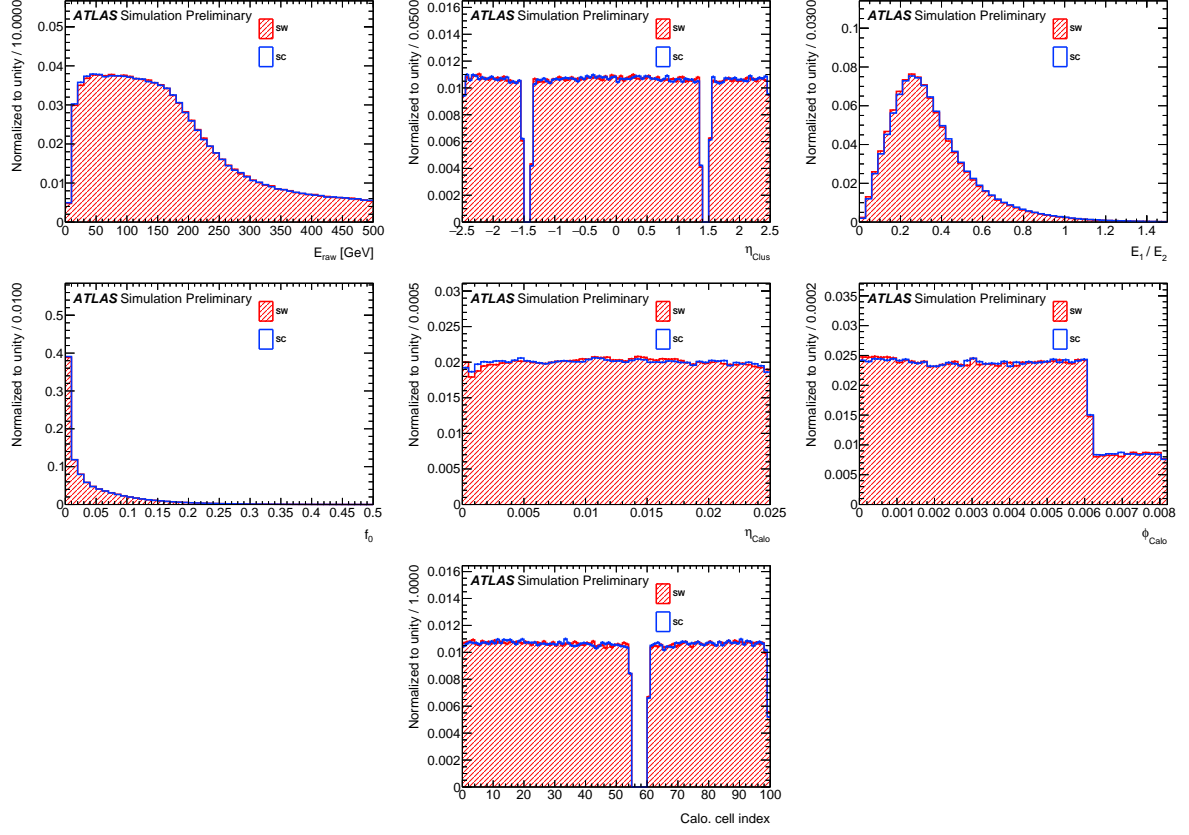 ATLAS Simulation Preliminary
sw
sc
Normalized to unity / 10.0000
0.05
0.04
0.03
0.02
0.01
0
0 50 100 150 200 250 300 350 400 450 500
E_raw [GeV]
ATLAS Simulation Preliminary
sw
sc
Normalized to unity / 0.0500
0.016
0.014
0.012
0.01
0.008
0.006
0.004
0.002
0
−2.5 −2 −1.5 −1 −0.5 0 0.5 1 1.5 2 2.5
η_Clus
ATLAS Simulation Preliminary
sw
sc
Normalized to unity / 0.0300
0.1
0.08
0.06
0.04
0.02
0
0 0.2 0.4 0.6 0.8 1 1.2 1.4
E_1 / E_2
ATLAS Simulation Preliminary
sw
sc
Normalized to unity / 0.0100
0.5
0.4
0.3
0.2
0.1
0
0 0.05 0.1 0.15 0.2 0.25 0.3 0.35 0.4 0.45 0.5
f_0
ATLAS Simulation Preliminary
sw
sc
Normalized to unity / 0.0005
0.03
0.025
0.02
0.015
0.01
0.005
0
0.005 0.01 0.015 0.02 0.025
η_Calo
ATLAS Simulation Preliminary
sw
sc
Normalized to unity / 0.0002
0.035
0.03
0.025
0.02
0.015
0.01
0.005
0
0 0.001 0.002 0.003 0.004 0.005 0.006 0.007 0.008
ϕ_Calo
ATLAS Simulation Preliminary
sw
sc
Normalized to unity / 1.0000
0.016
0.014
0.012
0.01
0.008
0.006
0.004
0.002
0
0 10 20 30 40 50 60 70 80 90 100
Calo. cell index